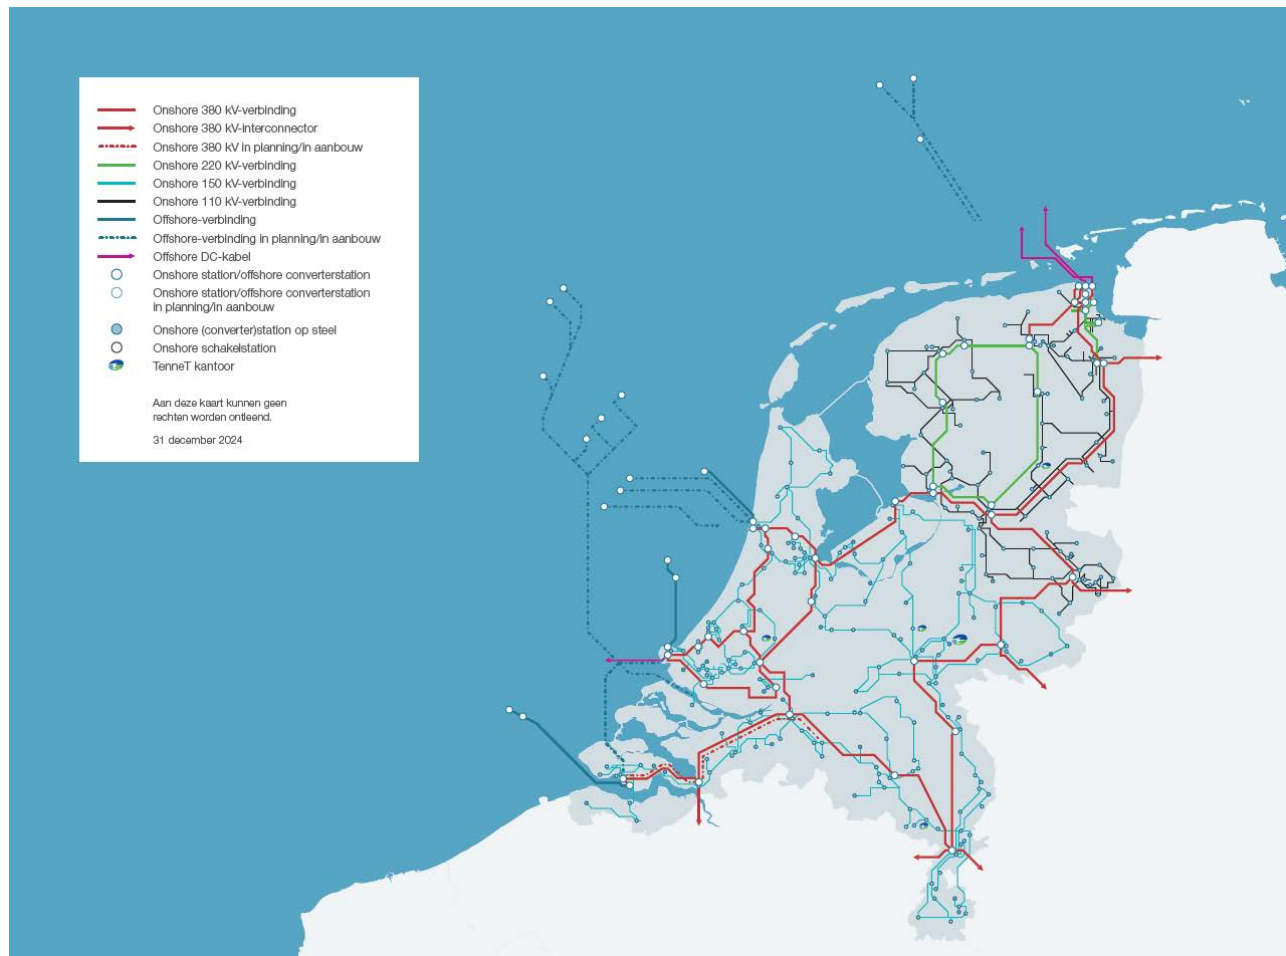 Onshore 380 kV-verbinding
Onshore 380 kV-interconnector
Onshore 380 kV in planning/in aanbouw
Onshore 220 kV-verbinding
Onshore 150 kV-verbinding
Onshore 110 kV-verbinding
Offshore-verbinding
Offshore-verbinding in planning/in aanbouw
Offshore DC-kabel
Onshore station/offshore converterstation
Onshore station/offshore converterstation
in planning/in aanbouw
Onshore (converter)station op steel
Onshore schakelstation
TenneT kantoor
Aan deze kaart kunnen geen
rechten worden ontleend.
31 december 2024